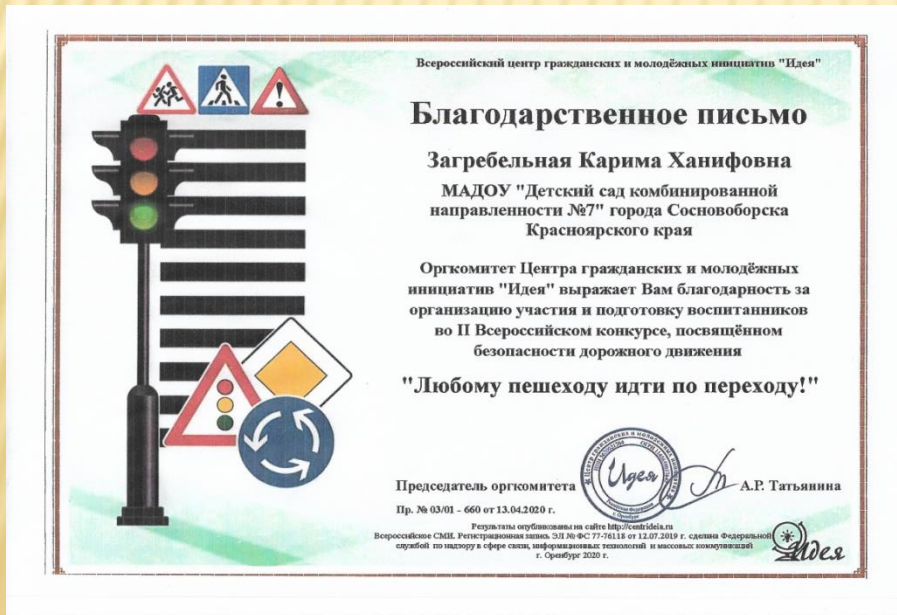 Всероссийский центр гражданских и молодёжных инициатив "Идея"
Благодарственное письмо
Загребельная Карима Ханифовна
МАДОУ "Детский сад комбинированной
направленности №7" города Сосновоборска
Красноярского края
Оргкомитет Центра гражданских и молодёжных
инициатив "Идея" выражает Вам благодарность за
организацию участия и подготовку воспитанников
во II Всероссийском конкурсе, посвящённом
безопасности дорожного движения
"Любому пешеходу идти по переходу!"
Идея
Председатель оргкомитета
А.Р. Татьянина
Пр. № 03/01 - 660 от 13.04.2020 г.
Результаты опубликованы на сайте http://centrideia.ru
Всероссийское СМИ. Регистрационная запись ЭЛ № ФС 77-76118 от 12.07.2019 г. сделана Федеральной
службой по надзору в сфере связи, информационных технологий и массовых коммуникаций
г. Оренбург 2020 г.
Идея